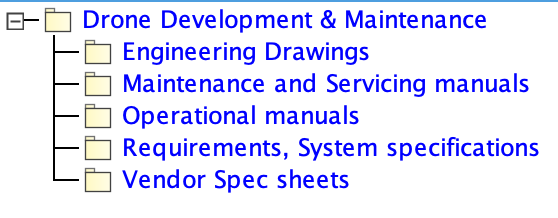 Drone Development & Maintenance
Engineering Drawings
Maintenance and Servicing manuals
Operational manuals
Requirements, System specifications
Vendor Spec sheets